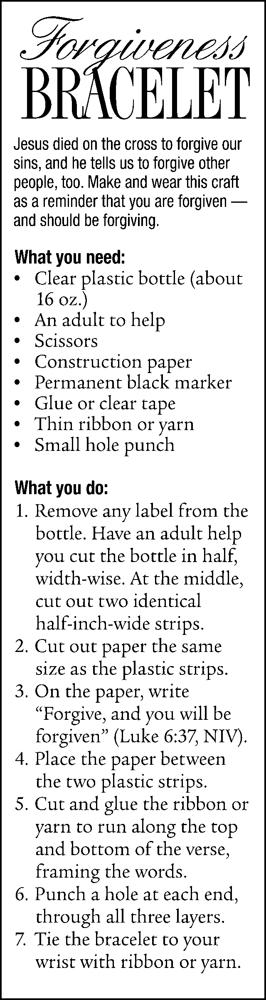 Forgiveness
BRACELET
Jesus died on the cross to forgive our
sins, and he tells us to forgive other
people, too. Make and wear this craft
as a reminder that you are forgiven —
and should be forgiving.
What you need:
• Clear plastic bottle (about
16 oz.)
• An adult to help
• Scissors
• Construction paper
• Permanent black marker
• Glue or clear tape
• Thin ribbon or yarn
• Small hole punch
What you do:
1. Remove any label from the
bottle. Have an adult help
you cut the bottle in half,
width-wise. At the middle,
cut out two identical
half-inch-wide strips.
2. Cut out paper the same
size as the plastic strips.
3. On the paper, write
“Forgive, and you will be
forgiven” (Luke 6:37, NIV).
4. Place the paper between
the two plastic strips.
5. Cut and glue the ribbon or
yarn to run along the top
and bottom of the verse,
framing the words.
6. Punch a hole at each end,
through all three layers.
7. Tie the bracelet to your
wrist with ribbon or yarn.